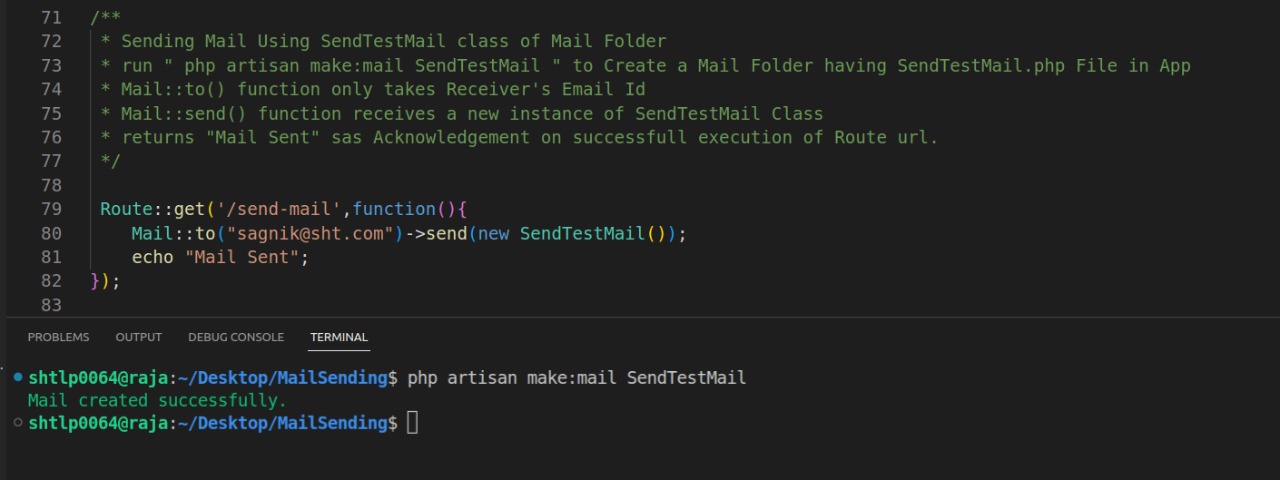 71 /**
72 * Sending Mail Using SendTestMail class of Mail Folder
73 * run " php artisan make:mail SendTestMail " to Create a Mail Folder having SendTestMail.php File in App
74 * Mail::to() function only takes Receiver's Email Id
75 * Mail::send() function receives a new instance of SendTestMail Class
76 * returns "Mail Sent" sas Acknowledgement on successfull execution of Route url.
77 */
78
79 Route::get('/send-mail',function(){
80 Mail::to("sagnik@sht.com")->send(new SendTestMail());
81 echo "Mail Sent";
82 });
83
PROBLEMS OUTPUT DEBUG CONSOLE TERMINAL
shtlp0064@raja:~/Desktop/MailSending$ php artisan make:mail SendTestMail
Mail created successfully.
shtlp0064@raja:~/Desktop/MailSending$